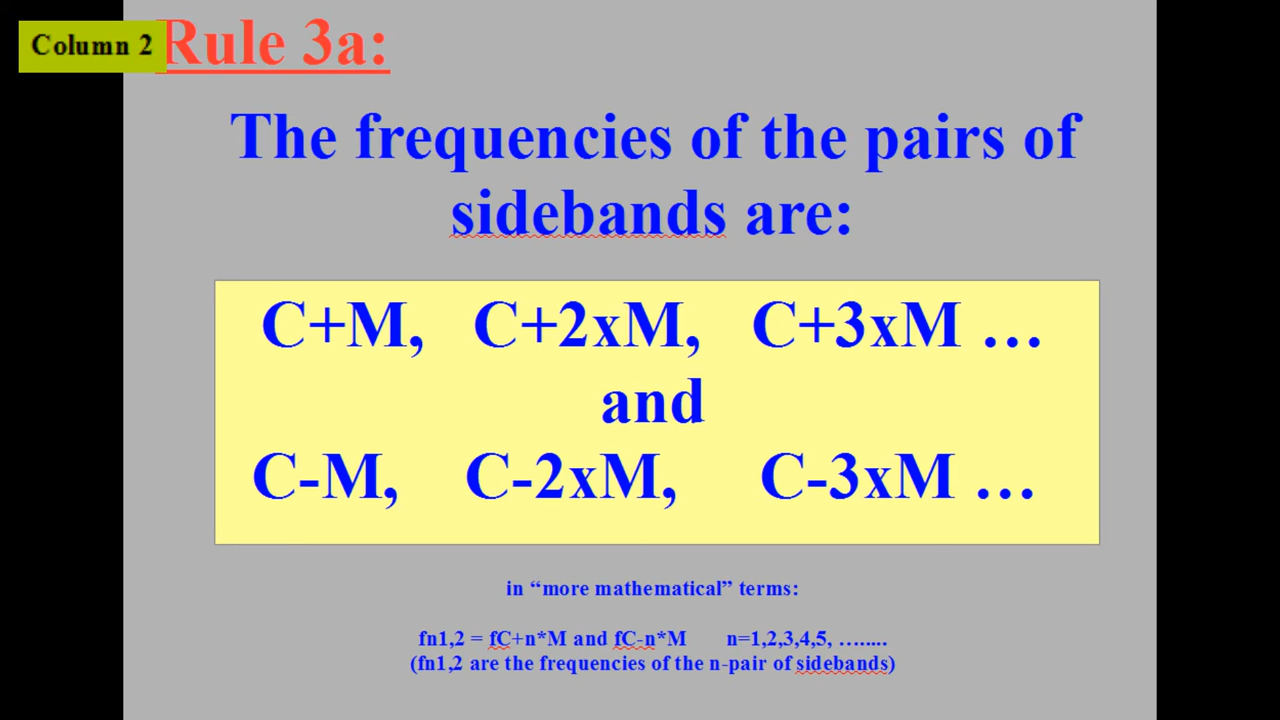 Column 2
Rule 3a:
The frequencies of the pairs of
sidebands are:
C+M, C+2xM, C+3xM …
and
C-M, C-2xM, C-3xM …
in “more mathematical” terms:
fn1,2 = fC+n*M and fC-n*M n=1,2,3,4,5, …....
(fn1,2 are the frequencies of the n-pair of sidebands)